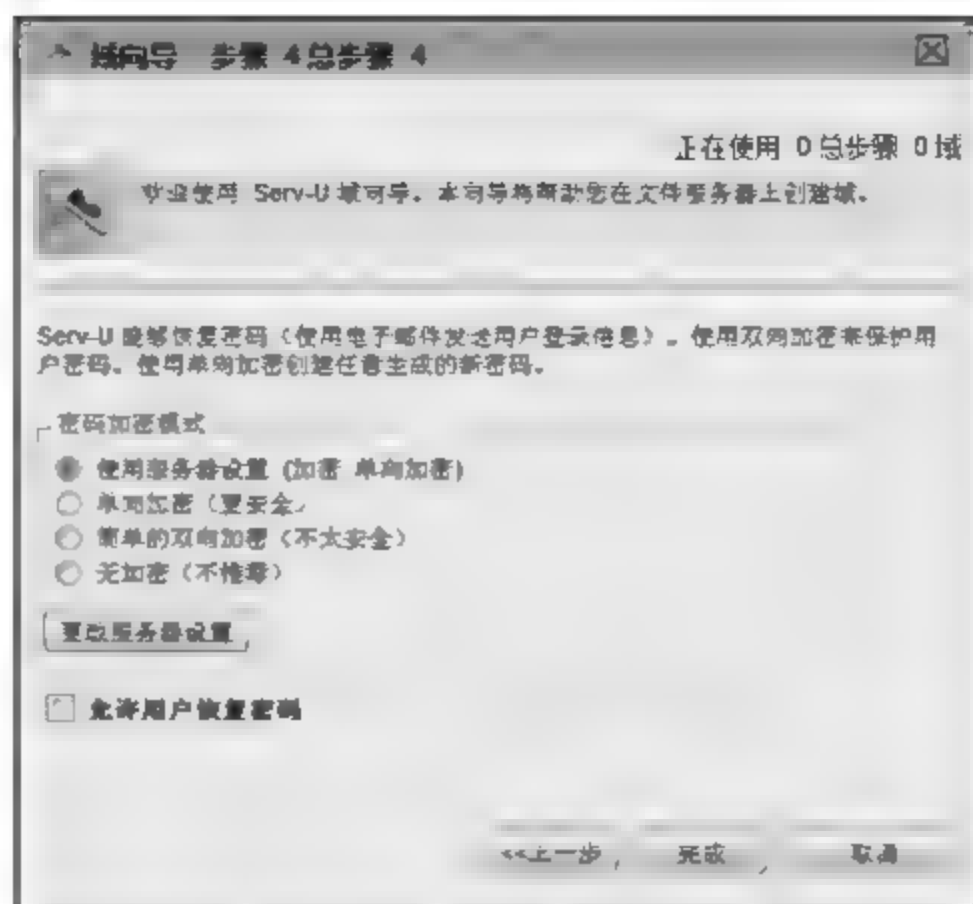 域向导 步骤 4总步骤 4
正在使用 0总步骤 0域
欢迎使用 Serv-U 域向导。本向导将帮助您在文件服务器上创建域。
Serv-U 能够恢复密码（使用电子邮件发送用户登录信息）。使用双向加密来保护用
户密码。使用单向加密创建任意生成的新密码。
密码加密模式
使用服务器设置 (加密 单向加密)
单向加密（更安全）
简单的双向加密（不太安全）
无加密（不推荐）
更改服务器设置
允许用户恢复密码
<<上一步 完成 取消